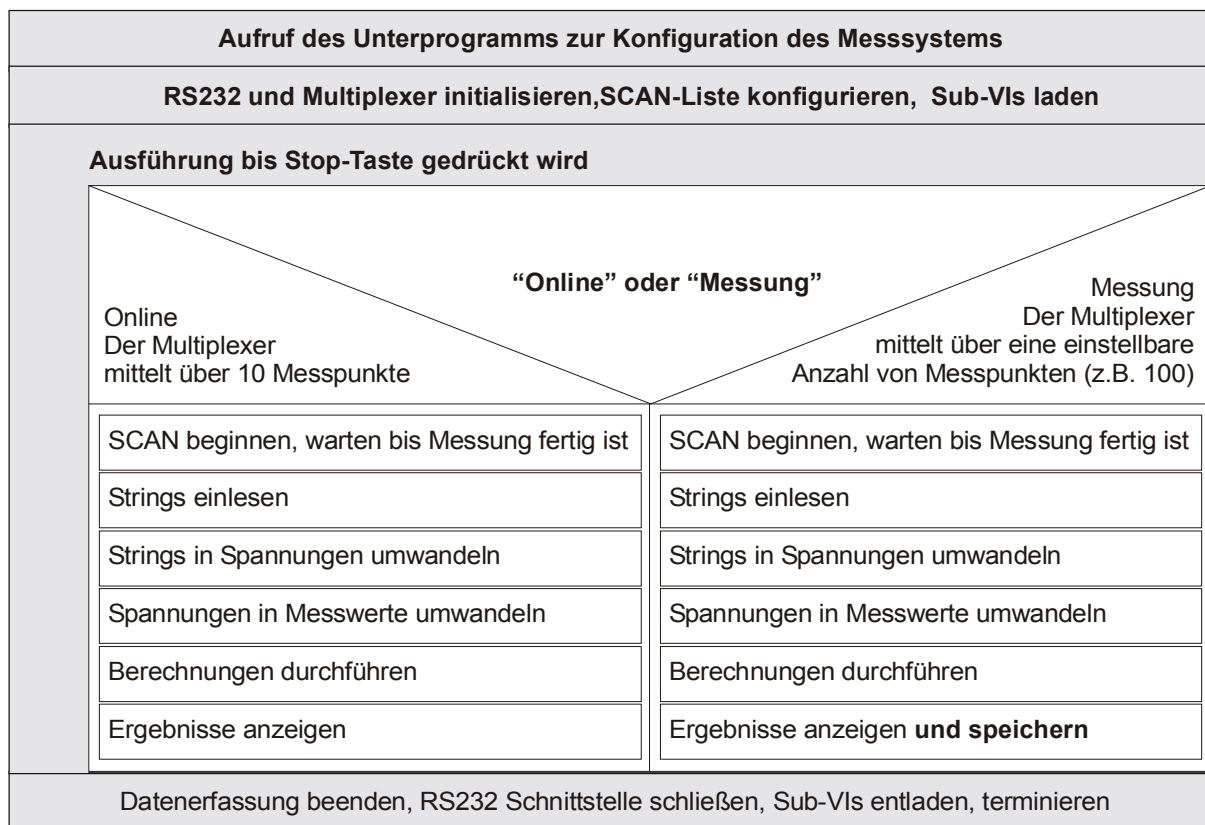 Aufruf des Unterprogramms zur Konfiguration des Messsystems
RS232 und Multiplexer initialisieren,SCAN-Liste konfigurieren, Sub-VIs laden
Ausführung bis Stop-Taste gedrückt wird
“Online” oder “Messung”
Online
Der Multiplexer
mittelt über 10 Messpunkte
Messung
Der Multiplexer
mittelt über eine einstellbare
Anzahl von Messpunkten (z.B. 100)
SCAN beginnen, warten bis Messung fertig ist
Strings einlesen
Strings in Spannungen umwandeln
Spannungen in Messwerte umwandeln
Berechnungen durchführen
Ergebnisse anzeigen
SCAN beginnen, warten bis Messung fertig ist
Strings einlesen
Strings in Spannungen umwandeln
Spannungen in Messwerte umwandeln
Berechnungen durchführen
Ergebnisse anzeigen und speichern
Datenerfassung beenden, RS232 Schnittstelle schließen, Sub-VIs entladen, terminieren